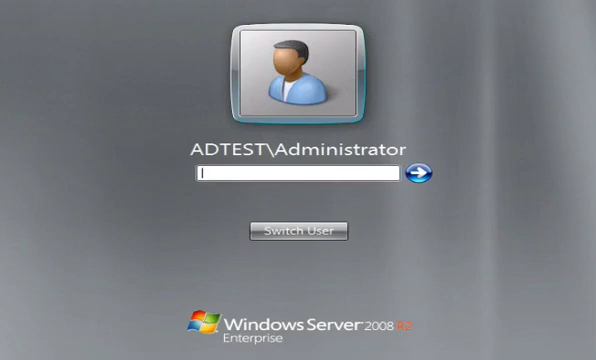 ADTEST\Administrator
Switch User
Windows Server 2008 R2
Enterprise